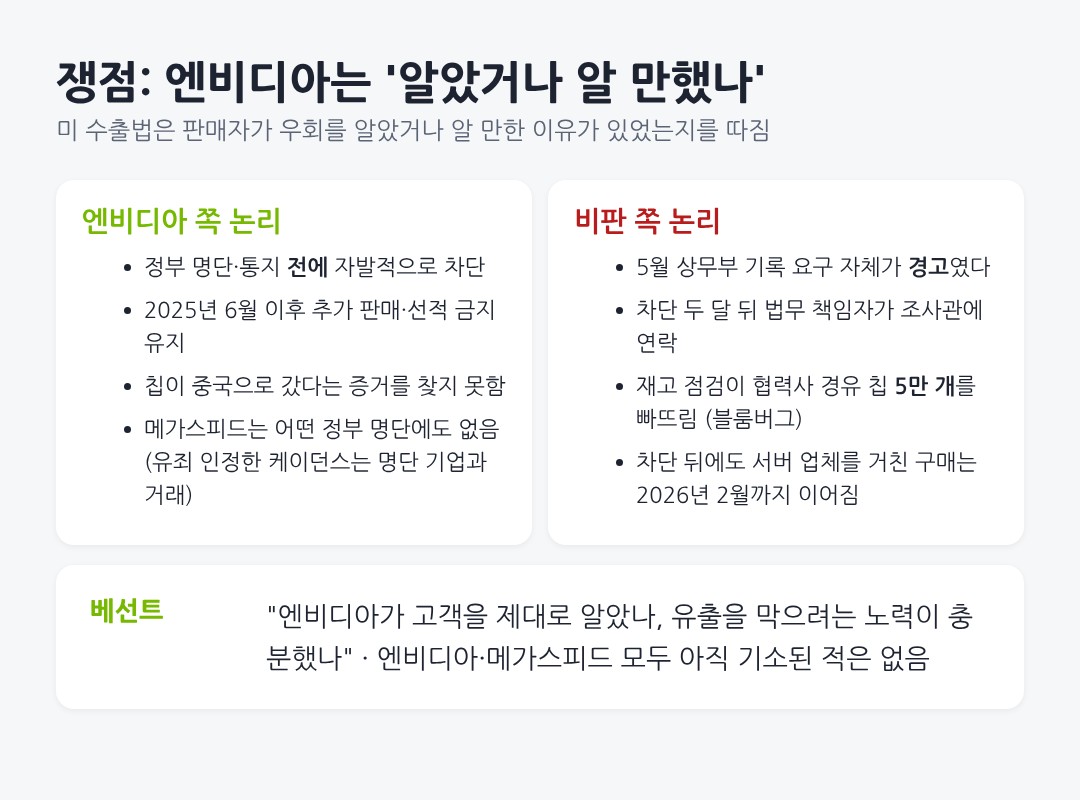 쟁점: 엔비디아는 '알았거나 알 만했나'
미 수출법은 판매자가 우회를 알았거나 알 만한 이유가 있었는지를 따짐
엔비디아 쪽 논리
• 정부 명단·통지 전에 자발적으로 차단
• 2025년 6월 이후 추가 판매·선적 금지
유지
• 칩이 중국으로 갔다는 증거를 찾지 못함
• 메가스피드는 어떤 정부 명단에도 없음
(유죄 인정한 케이던스는 명단 기업과
거래)
비판 쪽 논리
• 5월 상무부 기록 요구 자체가 경고였다
• 차단 두 달 뒤 법무 책임자가 조사관에
연락
• 재고 점검이 협력사 경유 칩 5만 개를
빠뜨림 (블룸버그)
• 차단 뒤에도 서버 업체를 거친 구매는
2026년 2월까지 이어짐
베선트
"엔비디아가 고객을 제대로 알았나, 유출을 막으려는 노력이 충
분했나" · 엔비디아·메가스피드 모두 아직 기소된 적은 없음